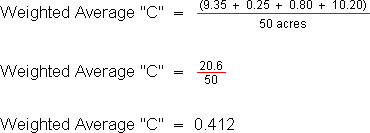 Weighted Average "C" = (9.35 + 0.25 + 0.80 + 10.20) / 50 acres
Weighted Average "C" = 20.6 / 50
Weighted Average "C" = 0.412